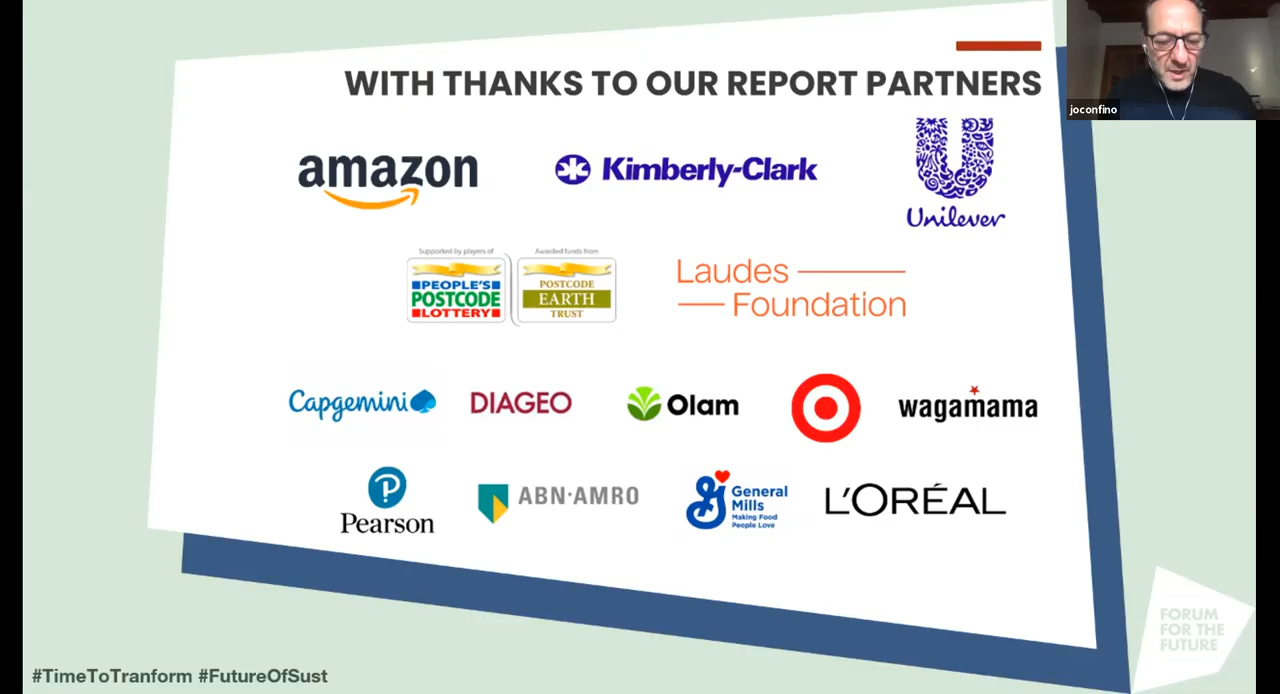 WITH THANKS TO OUR REPORT PARTNERS
joconfino
amazon
Kimberly-Clark
Unilever
Supported by players of
Awarded funds from
PEOPLE'S
POSTCODE
LOTTERY
POSTCODE
EARTH
TRUST
Laudes
Foundation
Capgemini
DIAGEO
Olam
wagamama
Pearson
ABN·AMRO
General
Mills
Making Food
People Love
L'ORÉAL
FORUM
FOR THE
FUTURE
#TimeToTranform #FutureOfSust